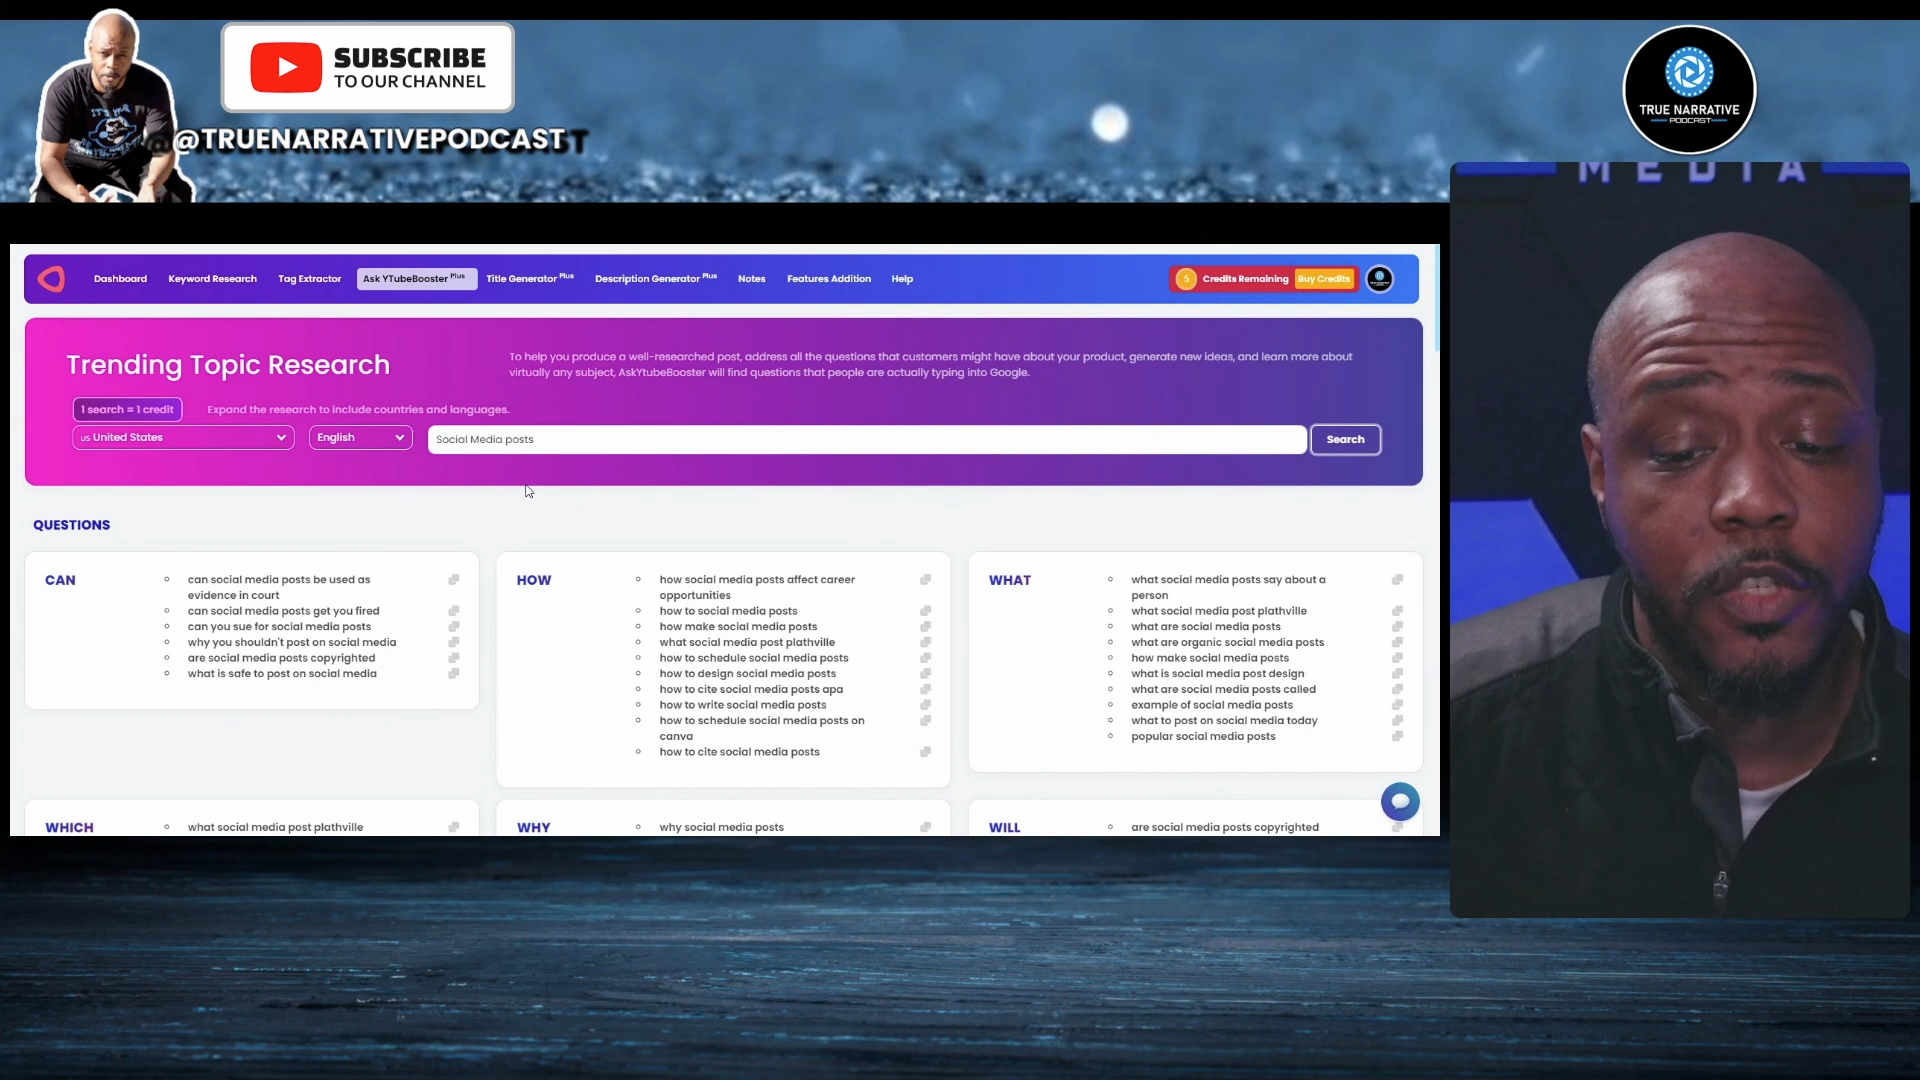 SUBSCRIBE
TO OUR CHANNEL
@TRUENARRATIVEPODCAST
TRUE NARRATIVE
PODCAST
MEDIA
Dashboard
Keyword Research
Tag Extractor
Ask YTubeBooster Plus
Title Generator Plus
Description Generator Plus
Notes
Features Addition
Help
5 Credits Remaining
Buy Credits
Trending Topic Research
To help you produce a well-researched post, address all the questions that customers might have about your product, generate new ideas, and learn more about
virtually any subject, AskYtubeBooster will find questions that people are actually typing into Google.
1 search = 1 credit
Expand the research to include countries and languages.
us United States
English
Social Media posts
Search
QUESTIONS
CAN
can social media posts be used as
evidence in court
can social media posts get you fired
can you sue for social media posts
why you shouldn't post on social media
are social media posts copyrighted
what is safe to post on social media
HOW
how social media posts affect career
opportunities
how to social media posts
how make social media posts
what social media post plathville
how to schedule social media posts
how to design social media posts
how to cite social media posts apa
how to write social media posts
how to schedule social media posts on
canva
how to cite social media posts
WHAT
what social media posts say about a
person
what social media post plathville
what are social media posts
what are organic social media posts
how make social media posts
what is social media post design
what are social media posts called
example of social media posts
what to post on social media today
popular social media posts
WHICH
what social media post plathville
WHY
why social media posts
WILL
are social media posts copyrighted